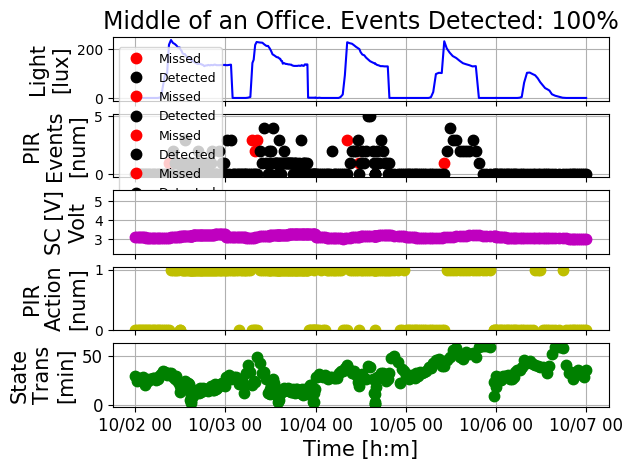 Middle of an Office. Events Detected: 100%
Light
[lux]
200
0
Missed
Detected
Missed
Detected
Missed
Detected
Missed
PIR
Events
[num]
5
0
SC [V]
Volt
5
4
3
PIR
Action
[num]
1
0
State
Trans
[min]
50
0
10/02 00 10/03 00 10/04 00 10/05 00 10/06 00 10/07 00
Time [h:m]